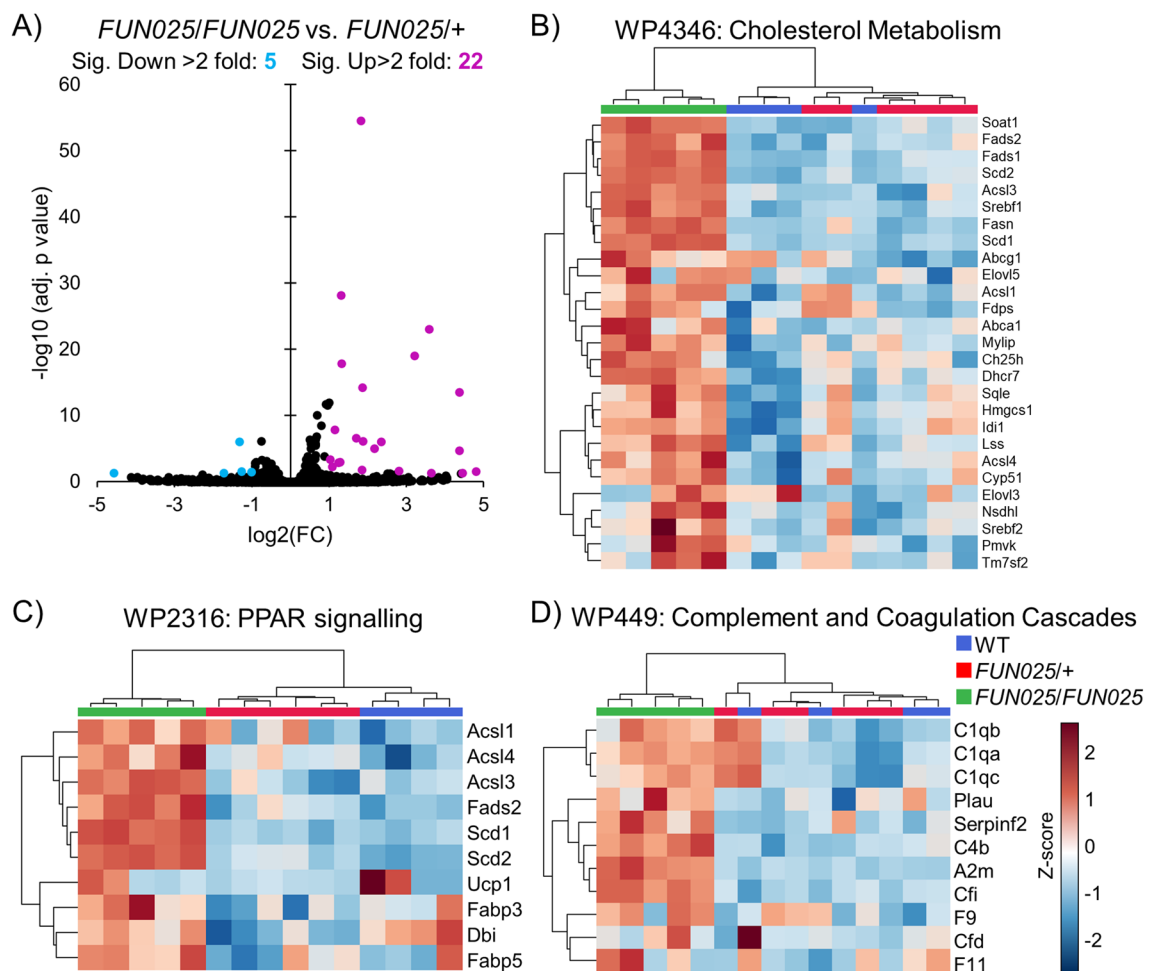 A)
FUN025/FUN025 vs. FUN025/+
Sig. Down >2 fold: 5 Sig. Up>2 fold: 22
60
50
40
30
20
10
0
-log10 (adj. p value)
-5 -3 -1 1 3 5
log2(FC)
B)
WP4346: Cholesterol Metabolism
Soat1
Fads2
Fads1
Scd2
Acsl3
Srebf1
Fasn
Scd1
Abcg1
Elovl5
Acsl1
Fdps
Abca1
Mylip
Ch25h
Dhcr7
Sqle
Hmgcs1
Idi1
Lss
Acsl4
Cyp51
Elovl3
Nsdhl
Srebf2
Pmvk
Tm7sf2
C)
WP2316: PPAR signalling
Acsl1
Acsl4
Acsl3
Fads2
Scd1
Scd2
Ucp1
Fabp3
Dbi
Fabp5
D)
WP449: Complement and Coagulation Cascades
WT
FUN025/+
FUN025/FUN025
C1qb
C1qa
C1qc
Plau
Serpinf2
C4b
A2m
Cfi
F9
Cfd
F11
Z-score
2
1
0
-1
-2